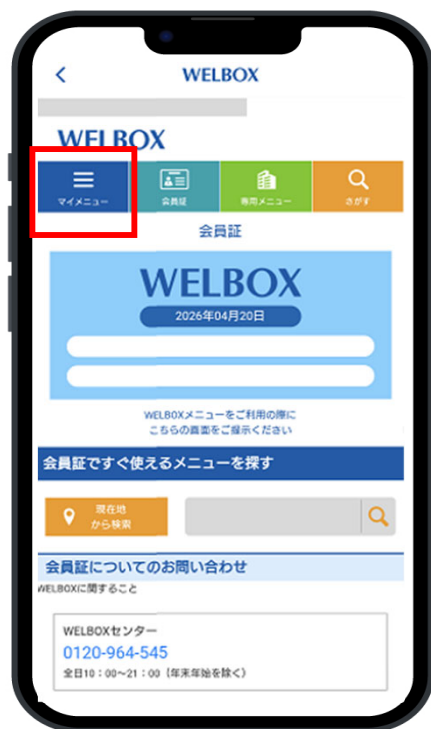 WELBOX
WELBOX
マイメニュー
会員証
専用メニュー
さがす
会員証
WELBOX
2026年04月20日
WELBOXメニューをご利用の際に
こちらの画面をご提示ください
会員証ですぐ使えるメニューを探す
現在地
から検索
会員証についてのお問い合わせ
WELBOXに関すること
WELBOXセンター
0120-964-545
全日10:00~21:00(年末年始を除く)